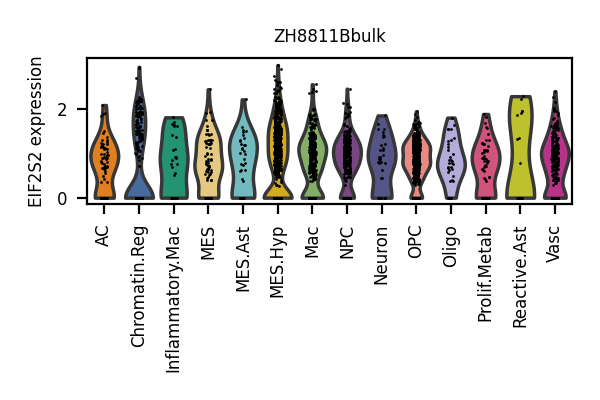 ZH8811Bbulk
EIF2S2 expression
2
0
AC
Chromatin.Reg
Inflammatory.Mac
MES
MES.Ast
MES.Hyp
Mac
NPC
Neuron
OPC
Oligo
Prolif.Metab
Reactive.Ast
Vasc